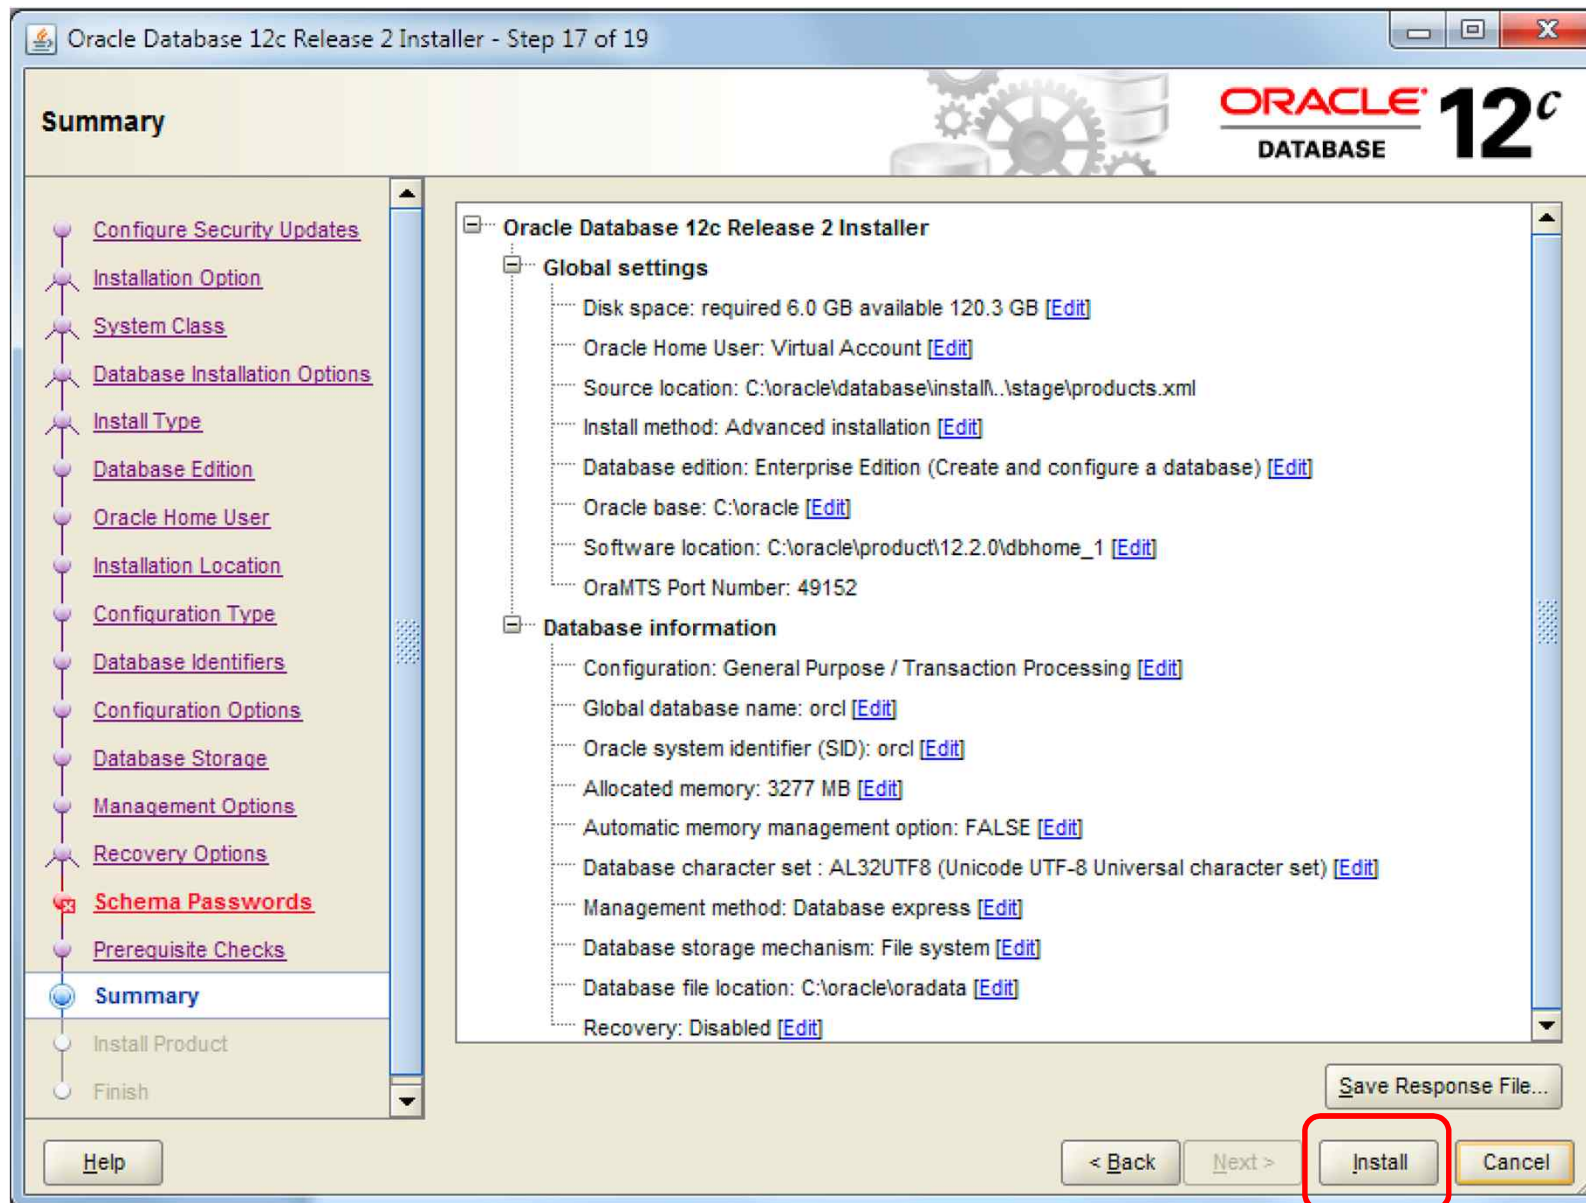 Oracle Database 12c Release 2 Installer - Step 17 of 19
Summary
ORACLE DATABASE 12c
Configure Security Updates
Installation Option
System Class
Database Installation Options
Install Type
Database Edition
Oracle Home User
Installation Location
Configuration Type
Database Identifiers
Configuration Options
Database Storage
Management Options
Recovery Options
Schema Passwords
Prerequisite Checks
Summary
Install Product
Finish
Oracle Database 12c Release 2 Installer
Global settings
Disk space: required 6.0 GB available 120.3 GB [Edit]
Oracle Home User: Virtual Account [Edit]
Source location: C:\oracle\database\install\..\stage\products.xml
Install method: Advanced installation [Edit]
Database edition: Enterprise Edition (Create and configure a database) [Edit]
Oracle base: C:\oracle [Edit]
Software location: C:\oracle\product\12.2.0\dbhome_1 [Edit]
OraMTS Port Number: 49152
Database information
Configuration: General Purpose / Transaction Processing [Edit]
Global database name: orcl [Edit]
Oracle system identifier (SID): orcl [Edit]
Allocated memory: 3277 MB [Edit]
Automatic memory management option: FALSE [Edit]
Database character set : AL32UTF8 (Unicode UTF-8 Universal character set) [Edit]
Management method: Database express [Edit]
Database storage mechanism: File system [Edit]
Database file location: C:\oracle\oradata [Edit]
Recovery: Disabled [Edit]
Save Response File...
Help
< Back
Next >
Install
Cancel